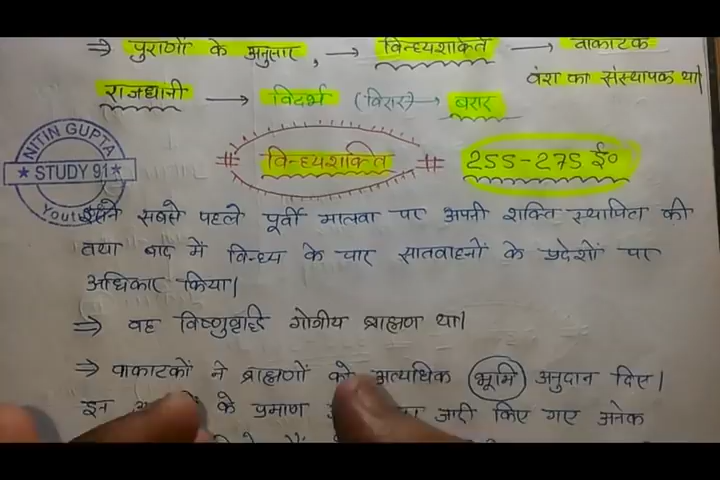 ⇒ पुराणों के अनुसार, → विन्ध्यशक्ति → वाकाटक
वंश का संस्थापक था।
राजधानी → विदर्भ (विरार) → बरार
विन्ध्यशक्ति 255-275 ई०
NITIN GUPTA
STUDY 91
इसने सबसे पहले पूर्वी मालवा पर अपनी शक्ति स्थापित की
तथा बाद में विन्ध्य के पार सातवाहनों के प्रदेशों पर
अधिकार किया।
⇒ वह विष्णुवृद्धि गोत्रीय ब्राह्मण था।
⇒ वाकाटकों ने ब्राह्मणों को अत्यधिक भूमि अनुदान दिए।
इन के प्रमाण जारी किए गए अनेक